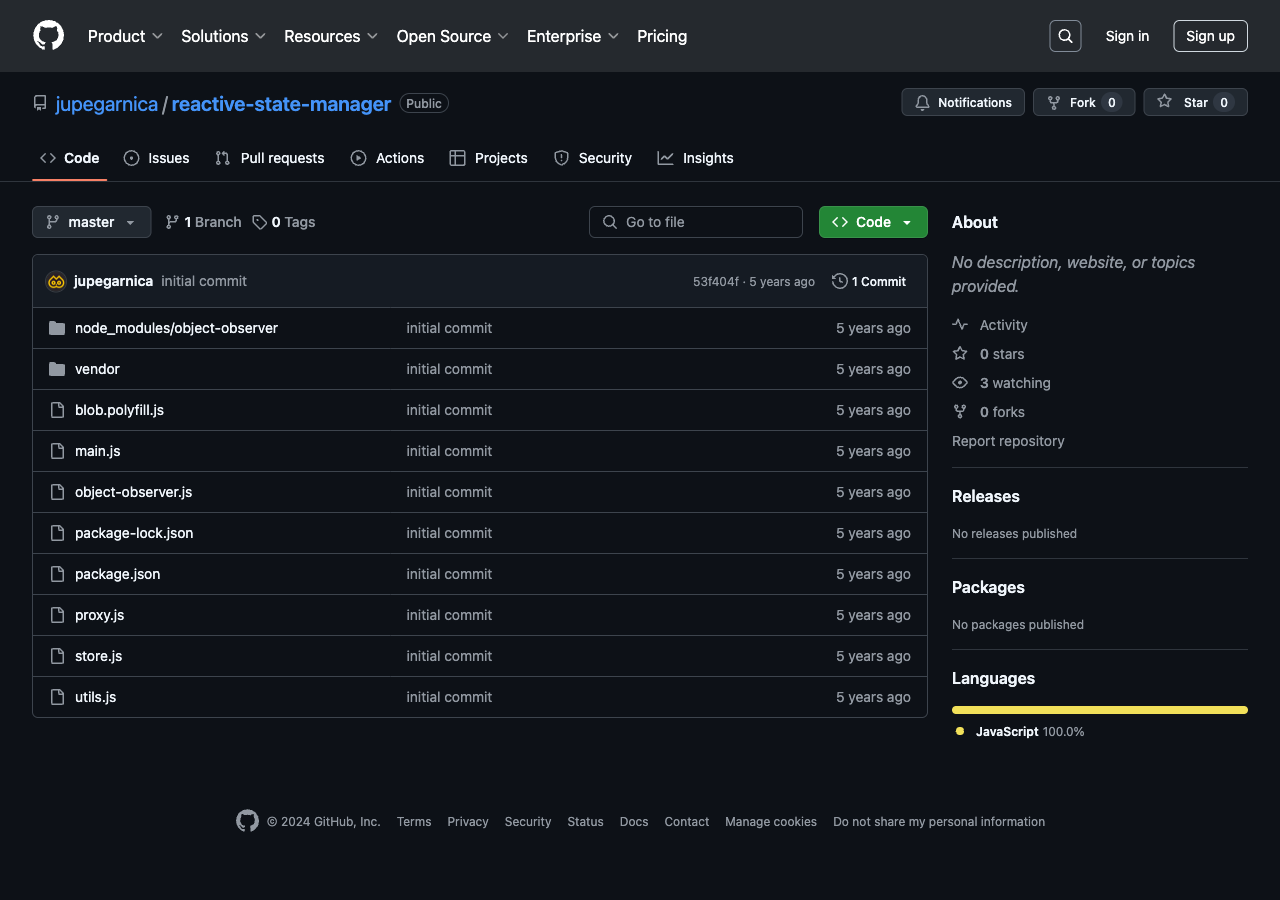 Product Solutions Resources Open Source Enterprise Pricing Sign in Sign up
jupegarnica / reactive-state-manager Public Notifications Fork 0 Star 0
Code Issues Pull requests Actions Projects Security Insights
master 1 Branch 0 Tags Go to file Code
jupegarnica initial commit 53f404f · 5 years ago 1 Commit
node_modules/object-observer initial commit 5 years ago
vendor initial commit 5 years ago
blob.polyfill.js initial commit 5 years ago
main.js initial commit 5 years ago
object-observer.js initial commit 5 years ago
package-lock.json initial commit 5 years ago
package.json initial commit 5 years ago
proxy.js initial commit 5 years ago
store.js initial commit 5 years ago
utils.js initial commit 5 years ago
About
No description, website, or topics
provided.
Activity
0 stars
3 watching
0 forks
Report repository
Releases
No releases published
Packages
No packages published
Languages
JavaScript 100.0%
© 2024 GitHub, Inc. Terms Privacy Security Status Docs Contact Manage cookies Do not share my personal information